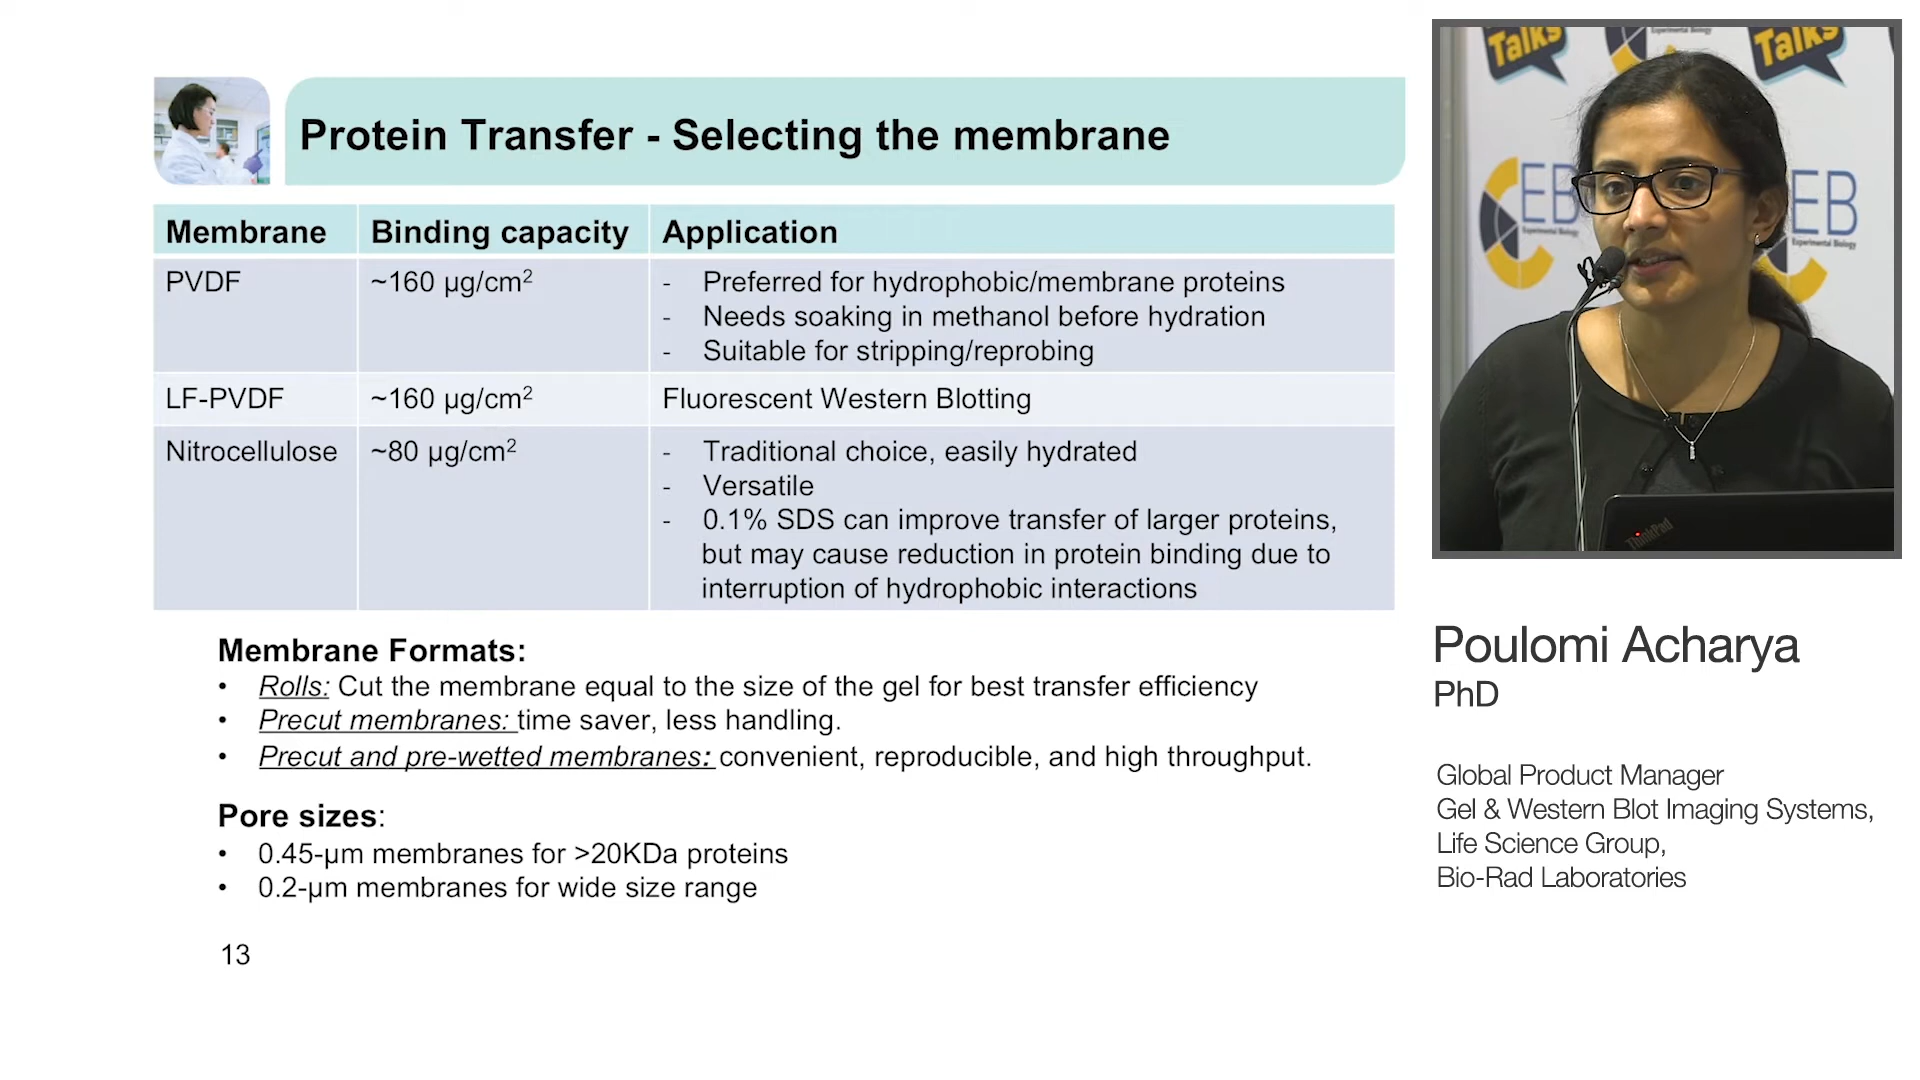 Protein Transfer - Selecting the membrane
Membrane
Binding capacity
Application
PVDF
~160 µg/cm²
- Preferred for hydrophobic/membrane proteins
- Needs soaking in methanol before hydration
- Suitable for stripping/reprobing
LF-PVDF
~160 µg/cm²
Fluorescent Western Blotting
Nitrocellulose
~80 µg/cm²
- Traditional choice, easily hydrated
- Versatile
- 0.1% SDS can improve transfer of larger proteins,
but may cause reduction in protein binding due to
interruption of hydrophobic interactions
Membrane Formats:
• Rolls: Cut the membrane equal to the size of the gel for best transfer efficiency
• Precut membranes: time saver, less handling.
• Precut and pre-wetted membranes: convenient, reproducible, and high throughput.
Pore sizes:
• 0.45-µm membranes for >20KDa proteins
• 0.2-µm membranes for wide size range
13
Talks
Experimental Biology
Talks
EB
Experimental Biology
EB
Experimental Biology
ThinkPad
Poulomi Acharya
PhD
Global Product Manager
Gel & Western Blot Imaging Systems,
Life Science Group,
Bio-Rad Laboratories